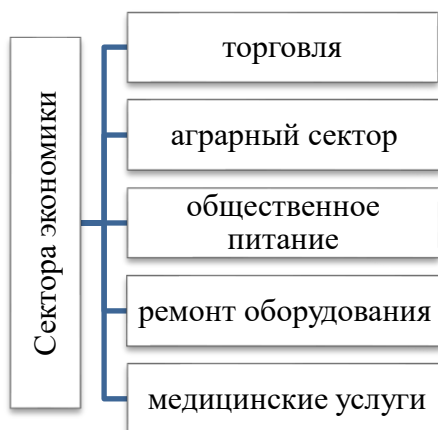 Сектора экономики
торговля
аграрный сектор
общественное
питание
ремонт оборудования
медицинские услуги